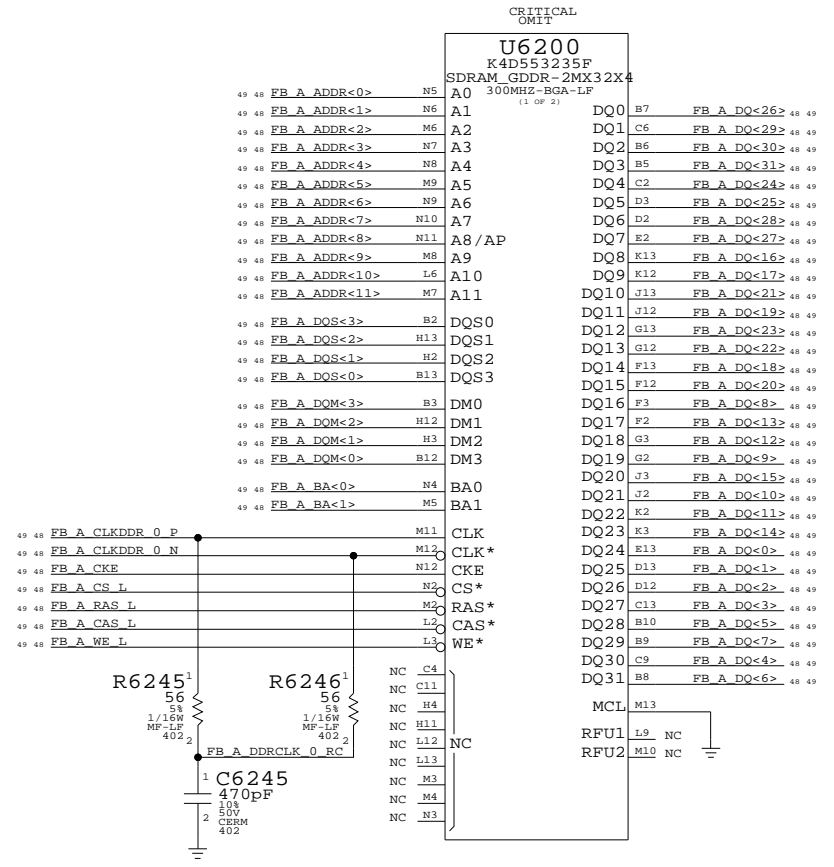 CRITICAL
OMIT
U6200
K4D553235F
SDRAM_GDDR-2MX32X4
300MHZ-BGA-LF
(1 OF 2)
49 48 FB_A_ADDR<0> N5 A0
49 48 FB_A_ADDR<1> N6 A1
49 48 FB_A_ADDR<2> M6 A2
49 48 FB_A_ADDR<3> N7 A3
49 48 FB_A_ADDR<4> N8 A4
49 48 FB_A_ADDR<5> M9 A5
49 48 FB_A_ADDR<6> N9 A6
49 48 FB_A_ADDR<7> N10 A7
49 48 FB_A_ADDR<8> N11 A8/AP
49 48 FB_A_ADDR<9> M8 A9
49 48 FB_A_ADDR<10> L6 A10
49 48 FB_A_ADDR<11> M7 A11
49 48 FB_A_DQS<3> B2 DQS0
49 48 FB_A_DQS<2> H13 DQS1
49 48 FB_A_DQS<1> H2 DQS2
49 48 FB_A_DQS<0> B13 DQS3
49 48 FB_A_DQM<3> B3 DM0
49 48 FB_A_DQM<2> H12 DM1
49 48 FB_A_DQM<1> H3 DM2
49 48 FB_A_DQM<0> B12 DM3
49 48 FB_A_BA<0> N4 BA0
49 48 FB_A_BA<1> M5 BA1
49 48 FB_A_CLKDDR_0_P M11 CLK
49 48 FB_A_CLKDDR_0_N M12 CLK*
49 48 FB_A_CKE N12 CKE
49 48 FB_A_CS_L N2 CS*
49 48 FB_A_RAS_L M2 RAS*
49 48 FB_A_CAS_L L2 CAS*
49 48 FB_A_WE_L L3 WE*
DQ0 B7 FB_A_DQ<26> 48 49
DQ1 C6 FB_A_DQ<29> 48 49
DQ2 B6 FB_A_DQ<30> 48 49
DQ3 B5 FB_A_DQ<31> 48 49
DQ4 C2 FB_A_DQ<24> 48 49
DQ5 D3 FB_A_DQ<25> 48 49
DQ6 D2 FB_A_DQ<28> 48 49
DQ7 E2 FB_A_DQ<27> 48 49
DQ8 K13 FB_A_DQ<16> 48 49
DQ9 K12 FB_A_DQ<17> 48 49
DQ10 J13 FB_A_DQ<21> 48 49
DQ11 J12 FB_A_DQ<19> 48 49
DQ12 G13 FB_A_DQ<23> 48 49
DQ13 G12 FB_A_DQ<22> 48 49
DQ14 F13 FB_A_DQ<18> 48 49
DQ15 F12 FB_A_DQ<20> 48 49
DQ16 F3 FB_A_DQ<8> 48 49
DQ17 F2 FB_A_DQ<13> 48 49
DQ18 G3 FB_A_DQ<12> 48 49
DQ19 G2 FB_A_DQ<9> 48 49
DQ20 J3 FB_A_DQ<15> 48 49
DQ21 J2 FB_A_DQ<10> 48 49
DQ22 K2 FB_A_DQ<11> 48 49
DQ23 K3 FB_A_DQ<14> 48 49
DQ24 E13 FB_A_DQ<0> 48 49
DQ25 D13 FB_A_DQ<1> 48 49
DQ26 D12 FB_A_DQ<2> 48 49
DQ27 C13 FB_A_DQ<3> 48 49
DQ28 B10 FB_A_DQ<5> 48 49
DQ29 B9 FB_A_DQ<7> 48 49
DQ30 C9 FB_A_DQ<4> 48 49
DQ31 B8 FB_A_DQ<6> 48 49
MCL M13
RFU1 L9 NC
RFU2 M10 NC
NC C4
NC C11
NC H4
NC H11
NC L12 NC
NC L13
NC M3
NC M4
NC N3
R6245 1
56
5%
1/16W
MF-LF
402 2
R6246 1
56
5%
1/16W
MF-LF
402 2
FB_A_DDRCLK_0_RC
1 C6245
470pF
10%
50V
2 CERM
402